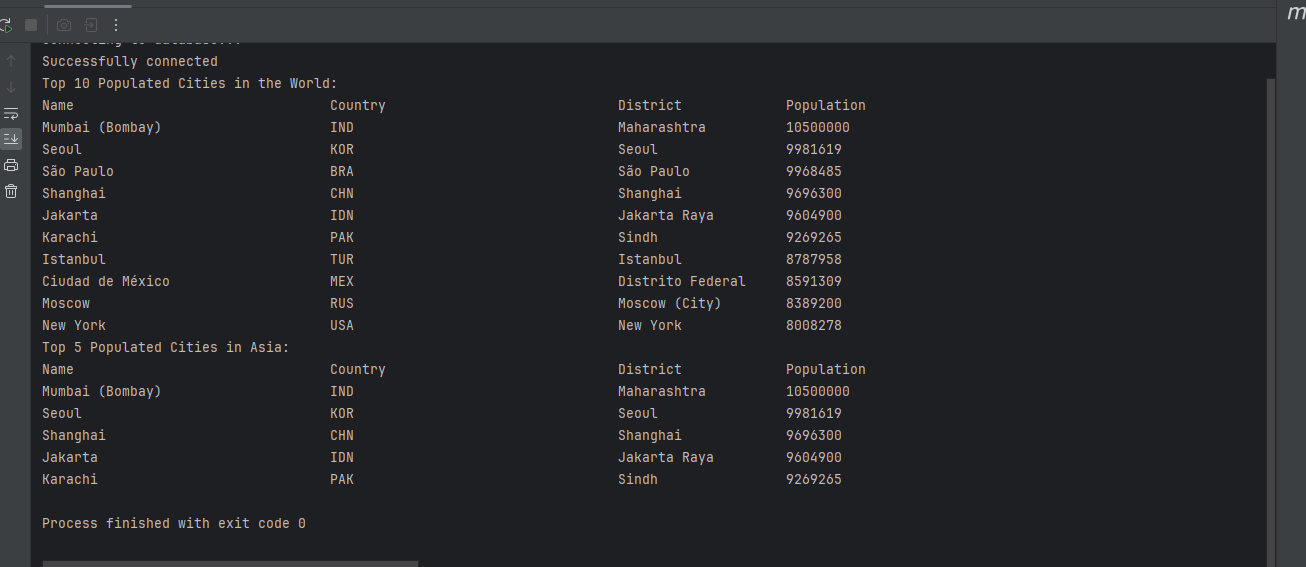 Connecting to database...
Successfully connected
Top 10 Populated Cities in the World:
Name Country District Population
Mumbai (Bombay) IND Maharashtra 10500000
Seoul KOR Seoul 9981619
São Paulo BRA São Paulo 9968485
Shanghai CHN Shanghai 9696300
Jakarta IDN Jakarta Raya 9604900
Karachi PAK Sindh 9269265
Istanbul TUR Istanbul 8787958
Ciudad de México MEX Distrito Federal 8591309
Moscow RUS Moscow (City) 8389200
New York USA New York 8008278
Top 5 Populated Cities in Asia:
Name Country District Population
Mumbai (Bombay) IND Maharashtra 10500000
Seoul KOR Seoul 9981619
Shanghai CHN Shanghai 9696300
Jakarta IDN Jakarta Raya 9604900
Karachi PAK Sindh 9269265
Process finished with exit code 0
m